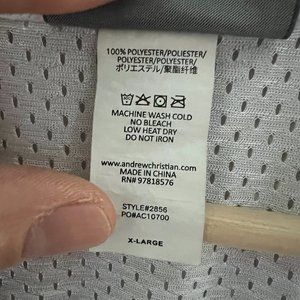 100% POLYESTER/POLIESTER/
POLYESTER/POLYESTER/
ポリエステル/聚酯纤维
MACHINE WASH COLD
NO BLEACH
LOW HEAT DRY
DO NOT IRON
www.andrewchristian.com
MADE IN CHINA
RN# 97818576
STYLE#2856
PO#AC10700
X-LARGE